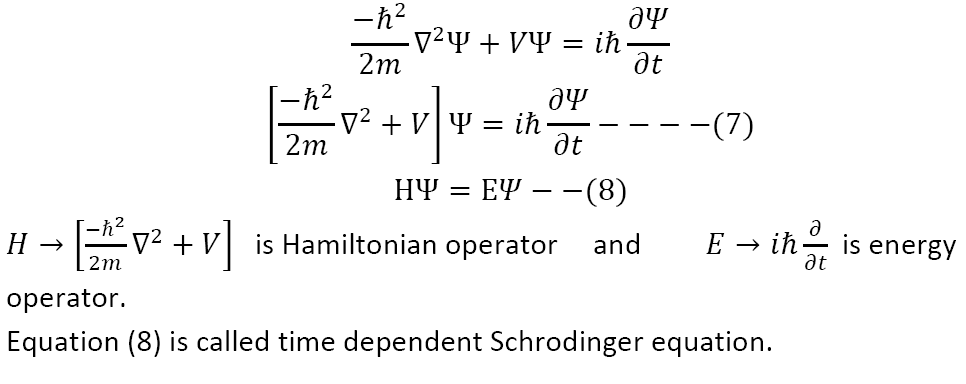 −ℏ²/2m ∇²Ψ + VΨ = iℏ ∂Ψ/∂t
[−ℏ²/2m ∇² + V] Ψ = iℏ ∂Ψ/∂t − − − −(7)
HΨ = EΨ − −(8)
H → [−ℏ²/2m ∇² + V] is Hamiltonian operator and E → iℏ ∂/∂t is energy
operator.
Equation (8) is called time dependent Schrodinger equation.